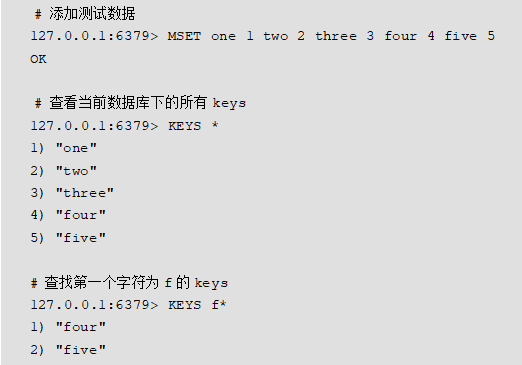 # 添加测试数据
127.0.0.1:6379> MSET one 1 two 2 three 3 four 4 five 5
OK
# 查看当前数据库下的所有 keys
127.0.0.1:6379> KEYS *
1) "one"
2) "two"
3) "three"
4) "four"
5) "five"
# 查找第一个字符为 f 的 keys
127.0.0.1:6379> KEYS f*
1) "four"
2) "five"